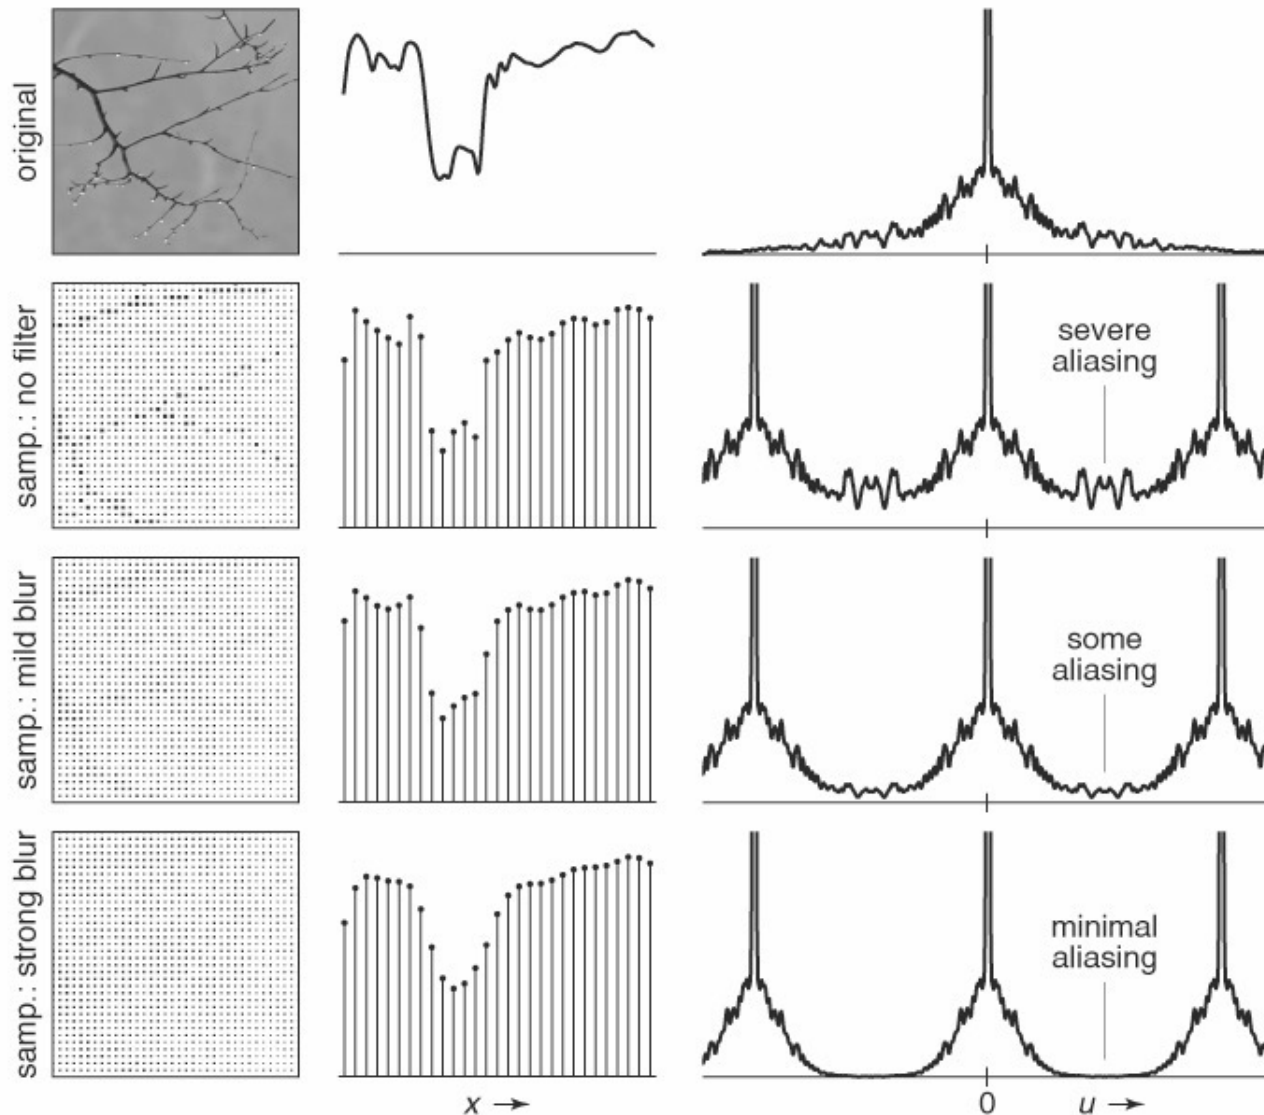 original
samp.: no filter
severe
aliasing
samp.: mild blur
some
aliasing
samp.: strong blur
minimal
aliasing
x →
0
u →